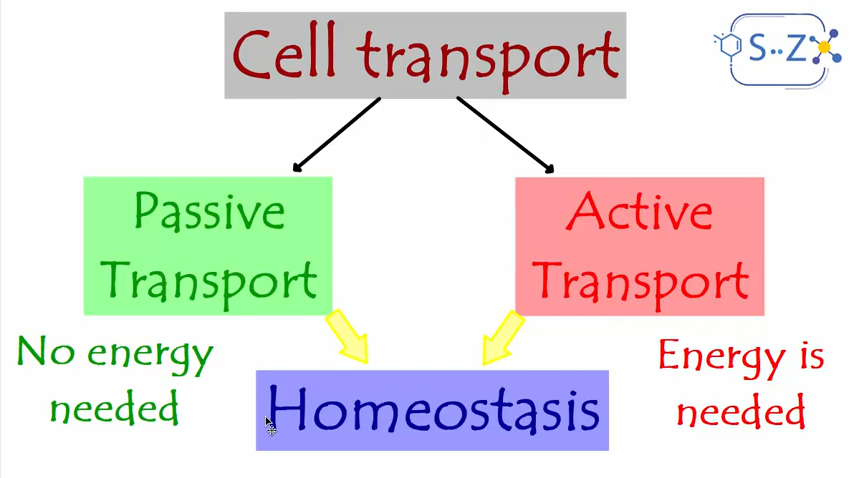 Cell transport
S..Z
Passive
Transport
Active
Transport
No energy
needed
Energy is
needed
Homeostasis